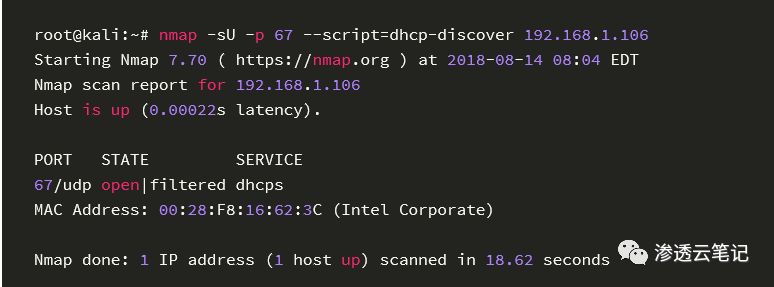 root@kali:~# nmap -sU -p 67 --script=dhcp-discover 192.168.1.106
Starting Nmap 7.70 ( https://nmap.org ) at 2018-08-14 08:04 EDT
Nmap scan report for 192.168.1.106
Host is up (0.00022s latency).
PORT   STATE         SERVICE
67/udp open|filtered dhcps
MAC Address: 00:28:F8:16:62:3C (Intel Corporate)
Nmap done: 1 IP address (1 host up) scanned in 18.62 seconds
渗透云笔记